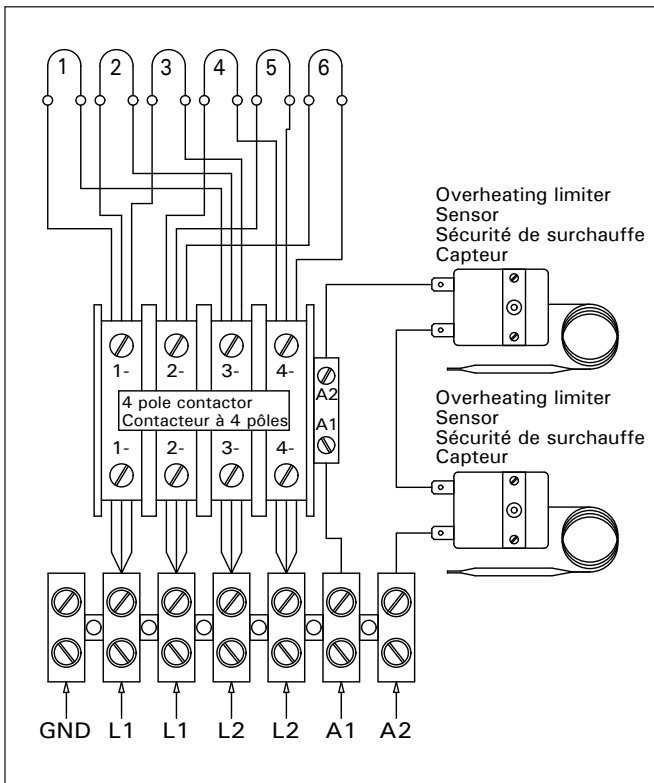 1 2 3 4 5 6
Overheating limiter
Sensor
Sécurité de surchauffe
Capteur
1- 2- 3- 4-
A2
4 pole contactor
Contacteur à 4 pôles
A1
1- 2- 3- 4-
Overheating limiter
Sensor
Sécurité de surchauffe
Capteur
GND L1 L1 L2 L2 A1 A2